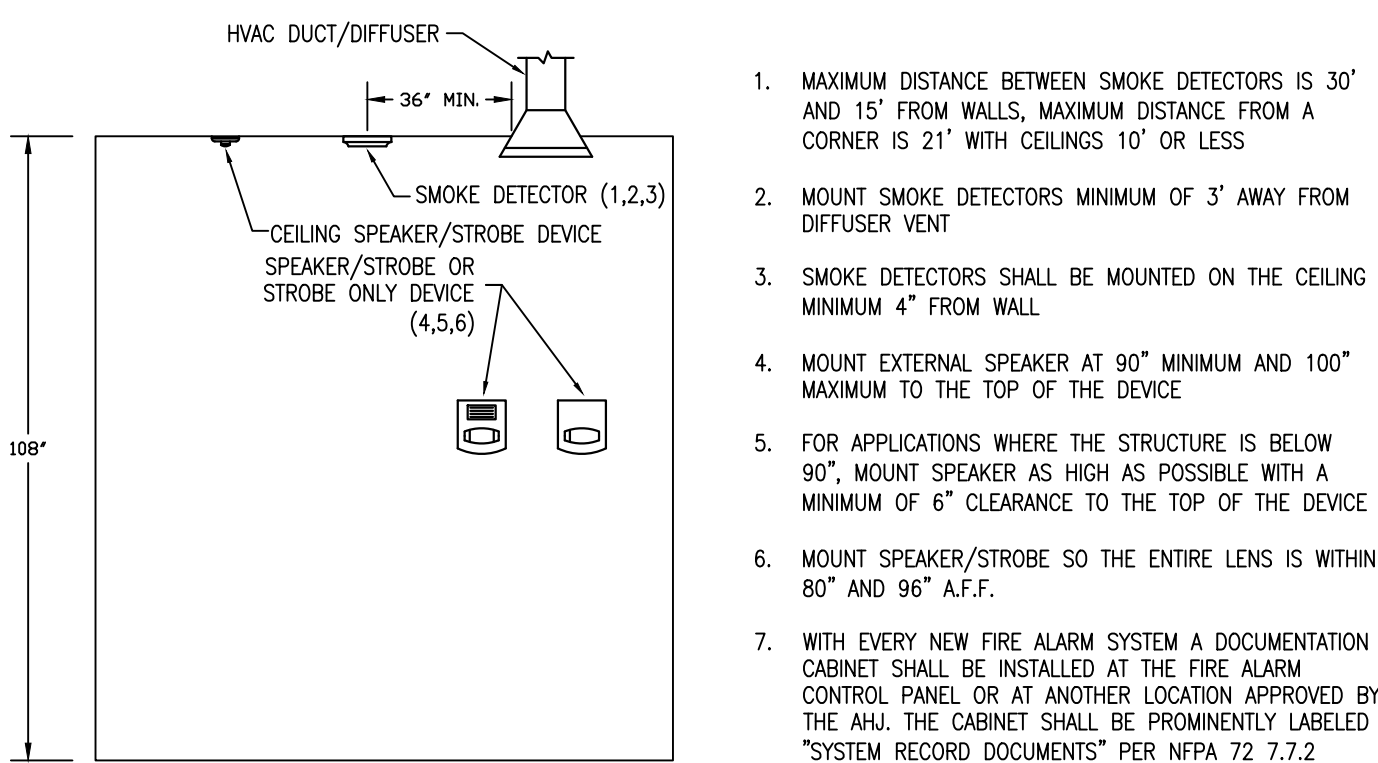 HVAC DUCT/DIFFUSER
36" MIN.
SMOKE DETECTOR (1,2,3)
CEILING SPEAKER/STROBE DEVICE
SPEAKER/STROBE OR
STROBE ONLY DEVICE
(4,5,6)
108"
1. MAXIMUM DISTANCE BETWEEN SMOKE DETECTORS IS 30'
AND 15' FROM WALLS, MAXIMUM DISTANCE FROM A
CORNER IS 21' WITH CEILINGS 10' OR LESS
2. MOUNT SMOKE DETECTORS MINIMUM OF 3' AWAY FROM
DIFFUSER VENT
3. SMOKE DETECTORS SHALL BE MOUNTED ON THE CEILING
MINIMUM 4" FROM WALL
4. MOUNT EXTERNAL SPEAKER AT 90" MINIMUM AND 100"
MAXIMUM TO THE TOP OF THE DEVICE
5. FOR APPLICATIONS WHERE THE STRUCTURE IS BELOW
90", MOUNT SPEAKER AS HIGH AS POSSIBLE WITH A
MINIMUM OF 6" CLEARANCE TO THE TOP OF THE DEVICE
6. MOUNT SPEAKER/STROBE SO THE ENTIRE LENS IS WITHIN
80" AND 96" A.F.F.
7. WITH EVERY NEW FIRE ALARM SYSTEM A DOCUMENTATION
CABINET SHALL BE INSTALLED AT THE FIRE ALARM
CONTROL PANEL OR AT ANOTHER LOCATION APPROVED BY
THE AHJ. THE CABINET SHALL BE PROMINENTLY LABELED
"SYSTEM RECORD DOCUMENTS" PER NFPA 72 7.7.2